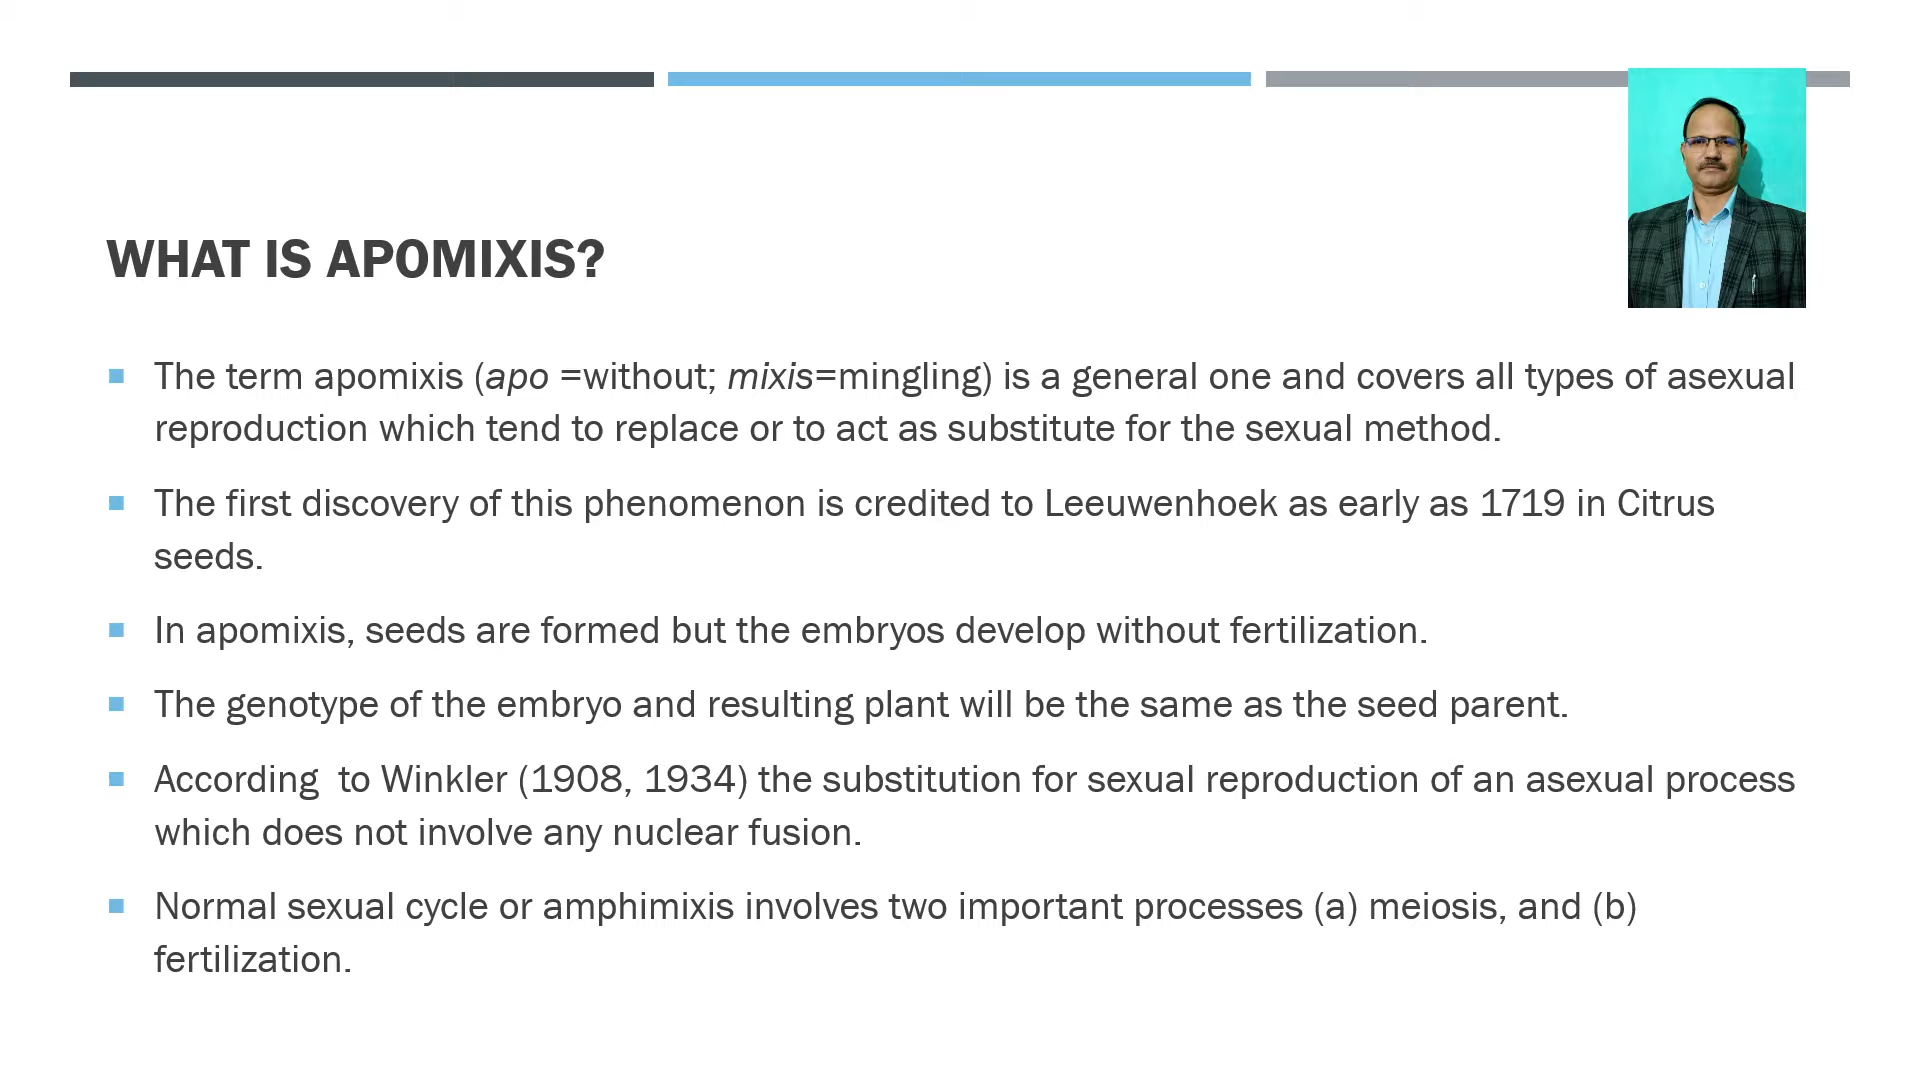 WHAT IS APOMIXIS?
The term apomixis (apo =without; mixis=mingling) is a general one and covers all types of asexual
reproduction which tend to replace or to act as substitute for the sexual method.
The first discovery of this phenomenon is credited to Leeuwenhoek as early as 1719 in Citrus
seeds.
In apomixis, seeds are formed but the embryos develop without fertilization.
The genotype of the embryo and resulting plant will be the same as the seed parent.
According  to Winkler (1908, 1934) the substitution for sexual reproduction of an asexual process
which does not involve any nuclear fusion.
Normal sexual cycle or amphimixis involves two important processes (a) meiosis, and (b)
fertilization.